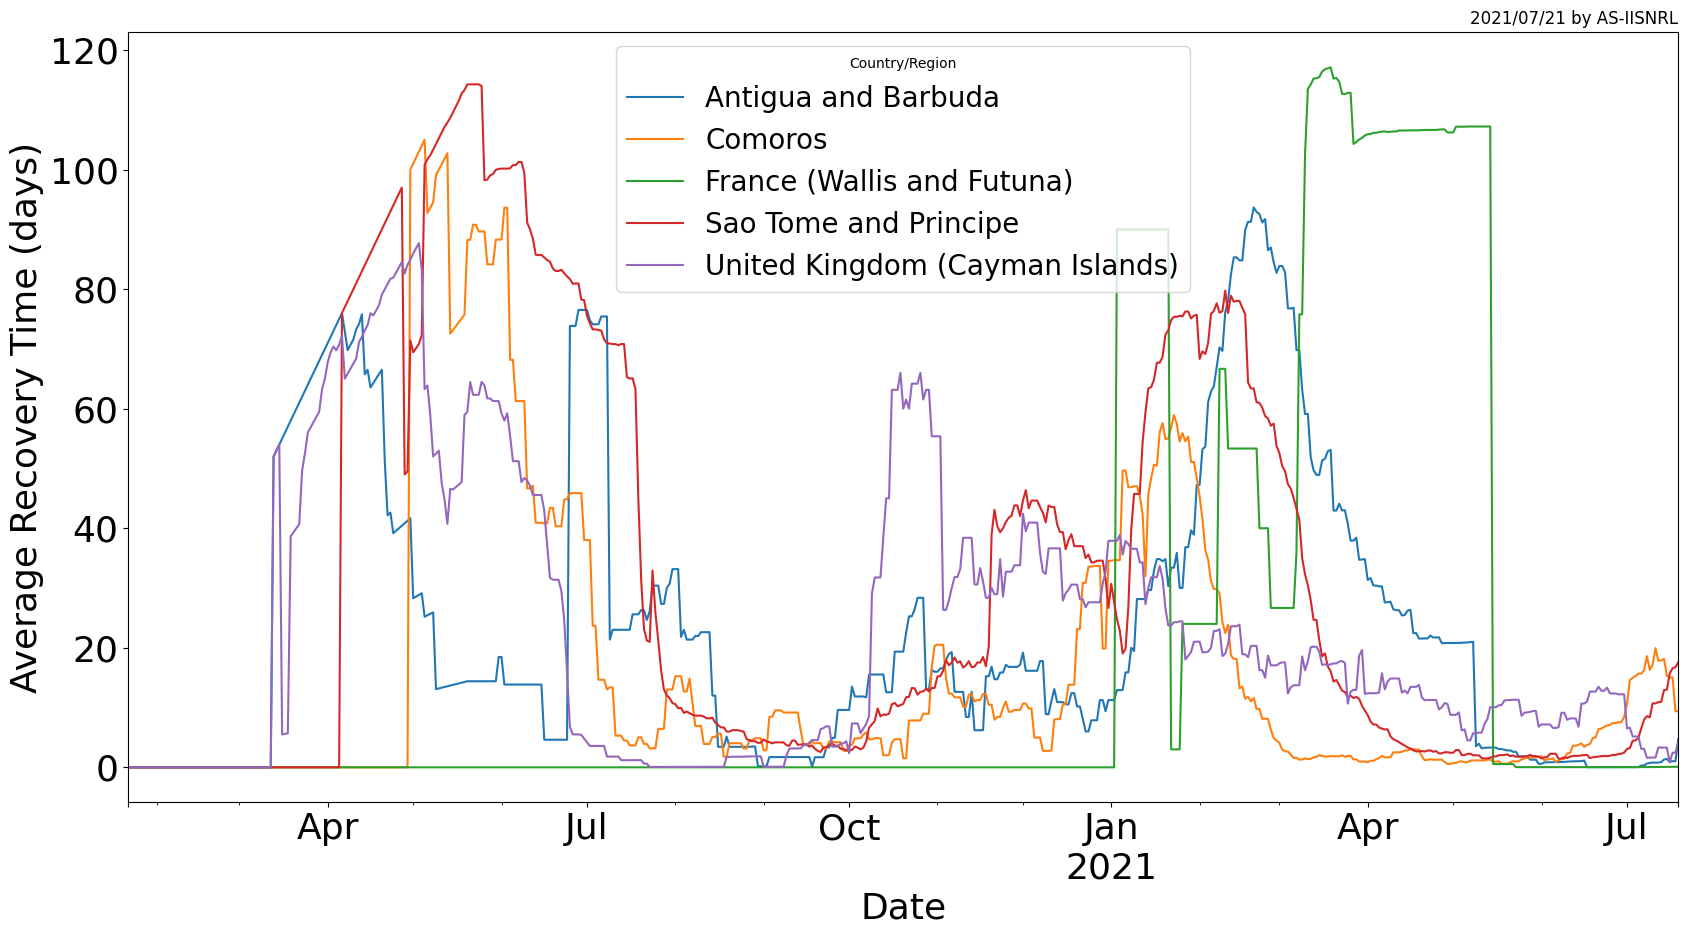 2021/07/21 by AS-IISNRL
Average Recovery Time (days)
120
100
80
60
40
20
0
Country/Region
Antigua and Barbuda
Comoros
France (Wallis and Futuna)
Sao Tome and Principe
United Kingdom (Cayman Islands)
Apr Jul Oct Jan Apr Jul
2021
Date